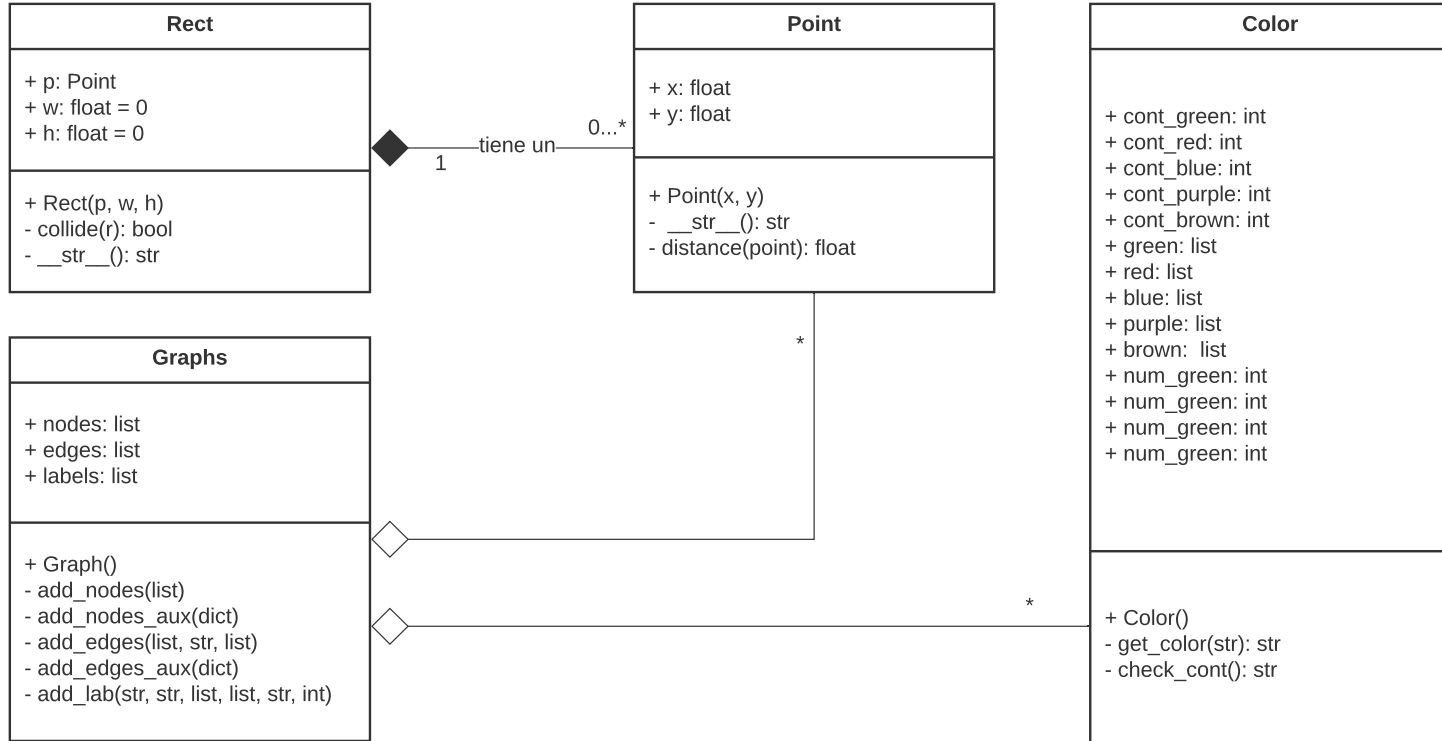 Rect
+ p: Point
+ w: float = 0
+ h: float = 0
+ Rect(p, w, h)
- collide(r): bool
- __str__(): str
1
tiene un
0...*
Point
+ x: float
+ y: float
+ Point(x, y)
-  __str__(): str
- distance(point): float
*
Graphs
+ nodes: list
+ edges: list
+ labels: list
+ Graph()
- add_nodes(list)
- add_nodes_aux(dict)
- add_edges(list, str, list)
- add_edges_aux(dict)
- add_lab(str, str, list, list, str, int)
*
Color
+ cont_green: int
+ cont_red: int
+ cont_blue: int
+ cont_purple: int
+ cont_brown: int
+ green: list
+ red: list
+ blue: list
+ purple: list
+ brown:  list
+ num_green: int
+ num_green: int
+ num_green: int
+ num_green: int
+ Color()
- get_color(str): str
- check_cont(): str